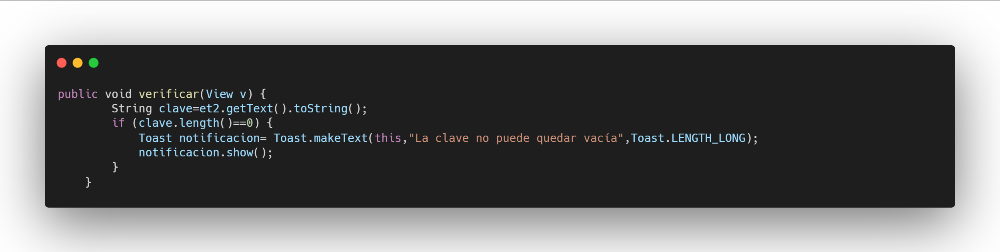 public void verificar(View v) {
        String clave=et2.getText().toString();
        if (clave.length()==0) {
            Toast notificacion= Toast.makeText(this,"La clave no puede quedar vacía",Toast.LENGTH_LONG);
            notificacion.show();
        }
    }